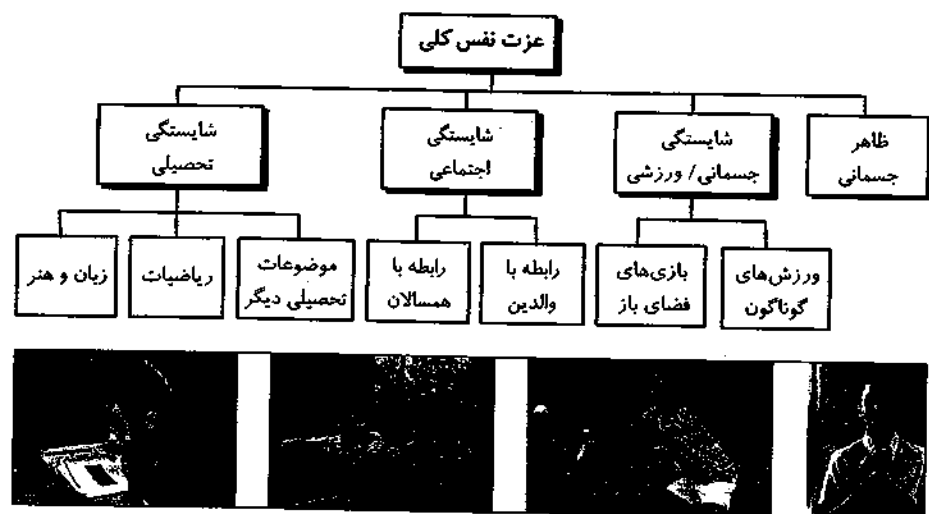 عزت نفس کلی
ظاهر
جسمانی
شایستگی
جسمانی / ورزشی
شایستگی
اجتماعی
شایستگی
تحصیلی
ورزش‌های
گوناگون
بازی‌های
فضای باز
رابطه با
والدین
رابطه با
همسالان
موضوعات
تحصیلی دیگر
ریاضیات
زبان و هنر